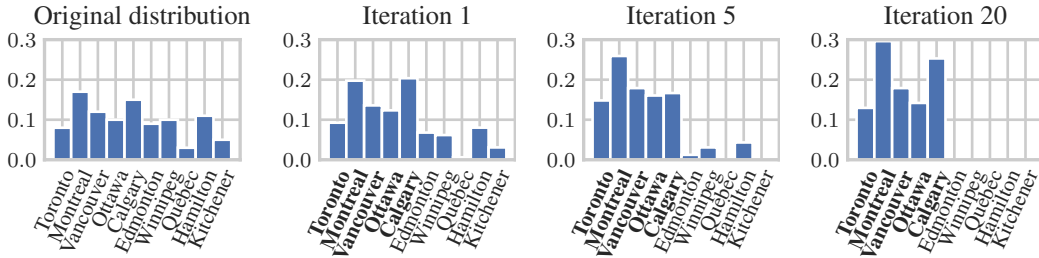 Original distribution
0.3
0.2
0.1
0.0
Toronto
Montreal
Vancouver
Ottawa
Calgary
Edmonton
Winnipeg
Quebec
Hamilton
Kitchener
Iteration 1
0.3
0.2
0.1
0.0
Toronto
Montreal
Vancouver
Ottawa
Calgary
Edmonton
Winnipeg
Quebec
Hamilton
Kitchener
Iteration 5
0.3
0.2
0.1
0.0
Toronto
Montreal
Vancouver
Ottawa
Calgary
Edmonton
Winnipeg
Quebec
Hamilton
Kitchener
Iteration 20
0.3
0.2
0.1
0.0
Toronto
Montreal
Vancouver
Ottawa
Calgary
Edmonton
Winnipeg
Quebec
Hamilton
Kitchener